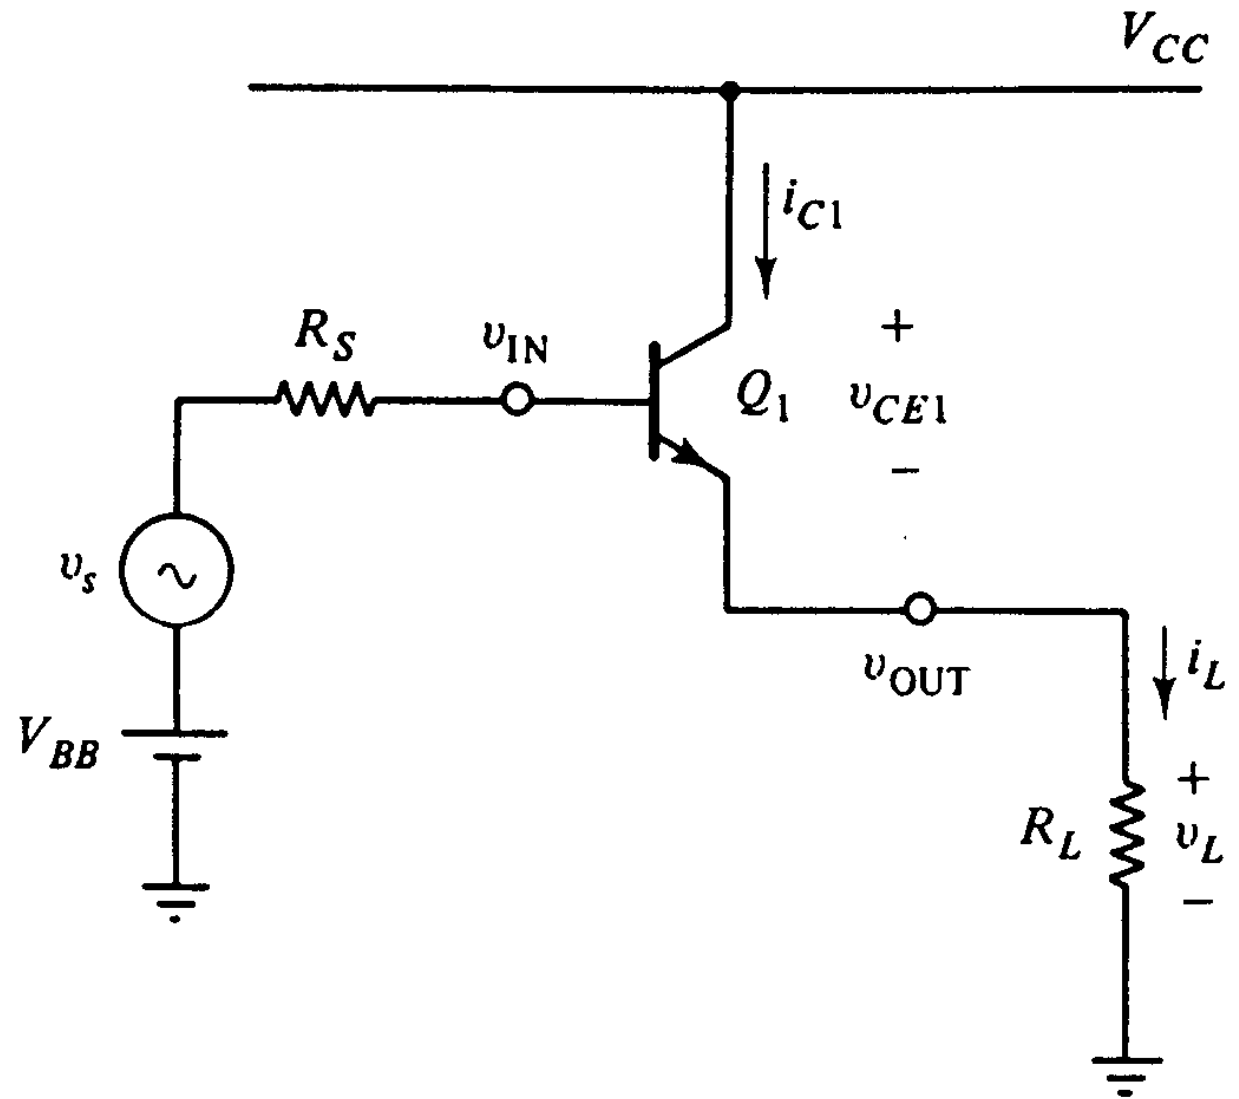 V_CC
i_C1
R_S
v_IN
+
Q_1
v_CE1
−
v_s
v_OUT
i_L
V_BB
+
R_L
v_L
−